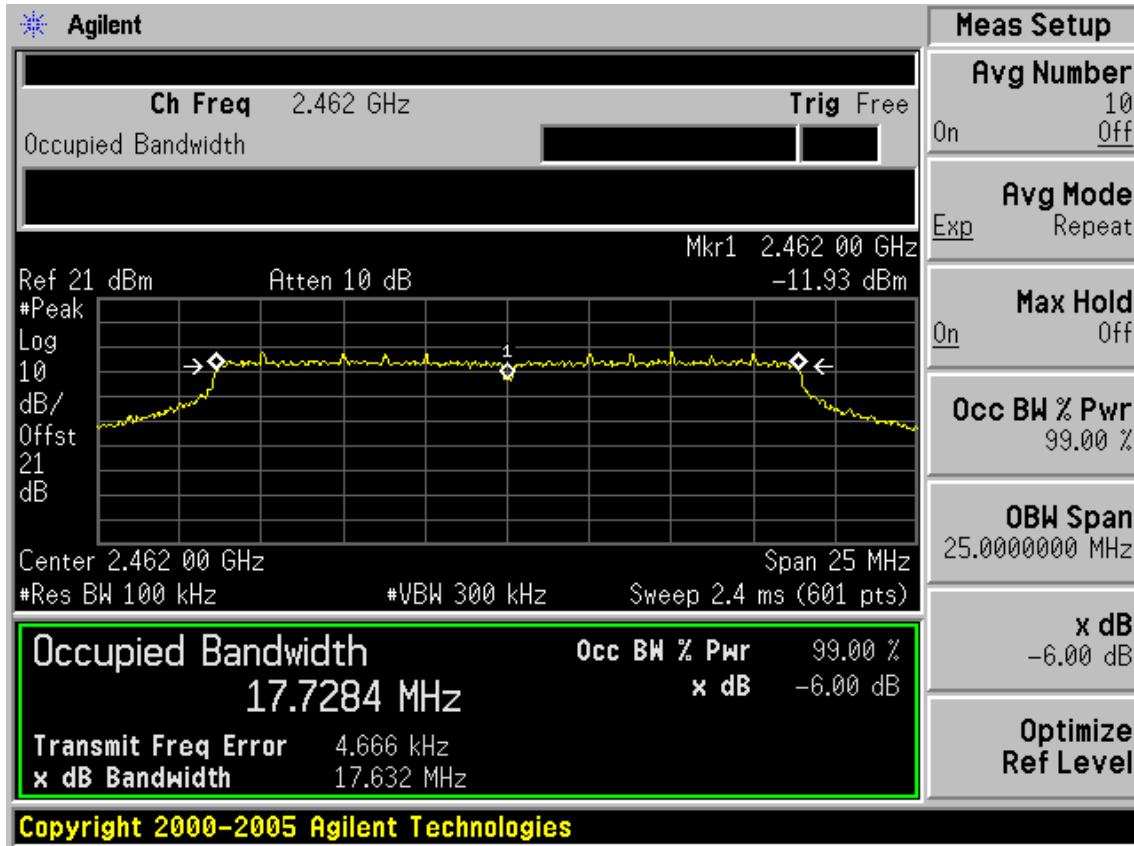 Agilent
Ch Freq 2.462 GHz Trig Free
Occupied Bandwidth
Mkr1 2.462 00 GHz
Ref 21 dBm Atten 10 dB -11.93 dBm
#Peak
Log
10
dB/
Offst
21
dB
1
Center 2.462 00 GHz Span 25 MHz
#Res BW 100 kHz #VBW 300 kHz Sweep 2.4 ms (601 pts)
Occupied Bandwidth Occ BW % Pwr 99.00 %
17.7284 MHz x dB -6.00 dB
Transmit Freq Error 4.666 kHz
x dB Bandwidth 17.632 MHz
Meas Setup
Avg Number
10
On Off
Avg Mode
Exp Repeat
Max Hold
On Off
Occ BW % Pwr
99.00 %
OBW Span
25.0000000 MHz
x dB
-6.00 dB
Optimize
Ref Level
Copyright 2000-2005 Agilent Technologies